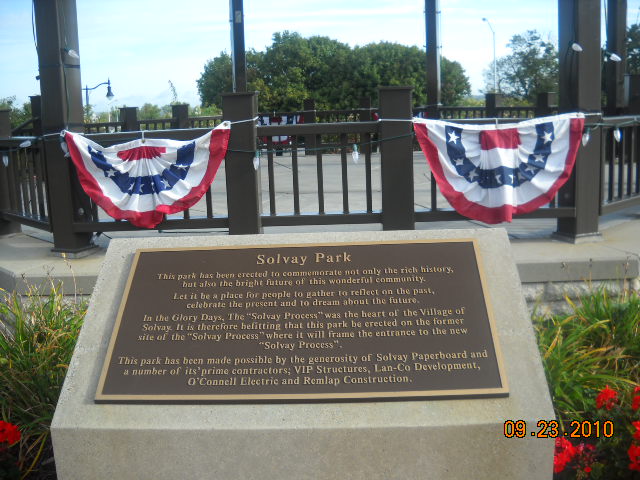 Solvay Park
This park has been erected to commemorate not only the rich history,
but also the bright future of this wonderful community.
Let it be a place for people to gather to reflect on the past,
celebrate the present and to dream about the future.
In the Glory Days, The "Solvay Process" was the heart of the Village of
Solvay. It is therefore befitting that this park be erected on the former
site of the "Solvay Process" where it will frame the entrance to the new
"Solvay Process".
This park has been made possible by the generosity of Solvay Paperboard and
a number of its' prime contractors; VIP Structures, Lan-Co Development,
O'Connell Electric and Remlap Construction.
09.23.2010